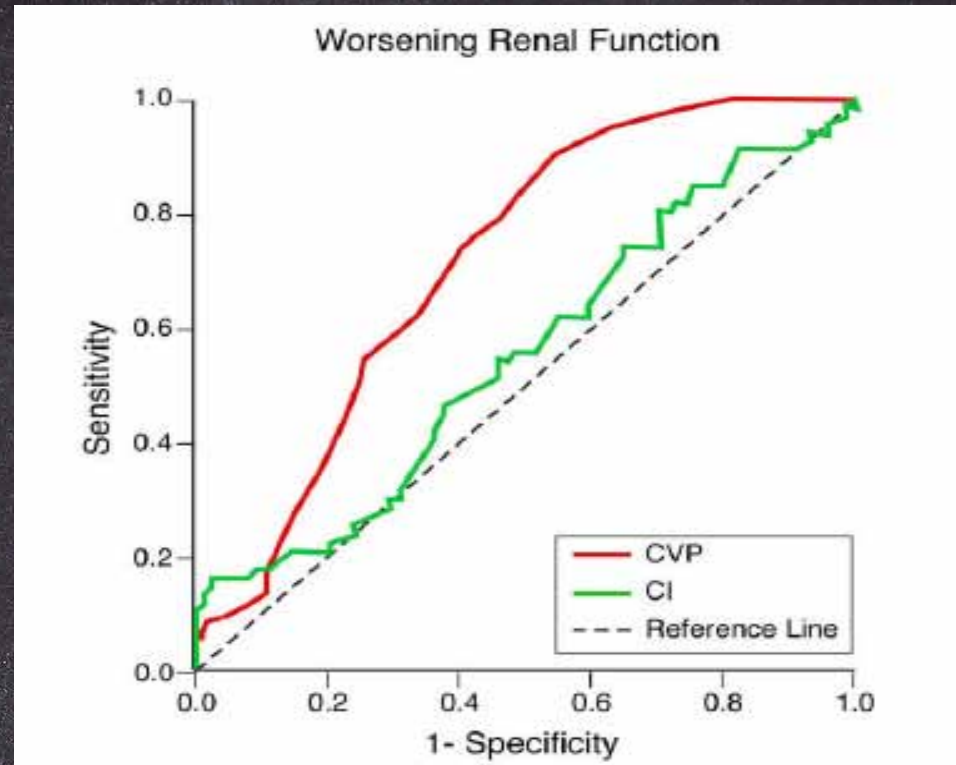 Worsening Renal Function
1.0
0.8
0.6
0.4
0.2
0.0
Sensitivity
0.0 0.2 0.4 0.6 0.8 1.0
1- Specificity
CVP
CI
Reference Line